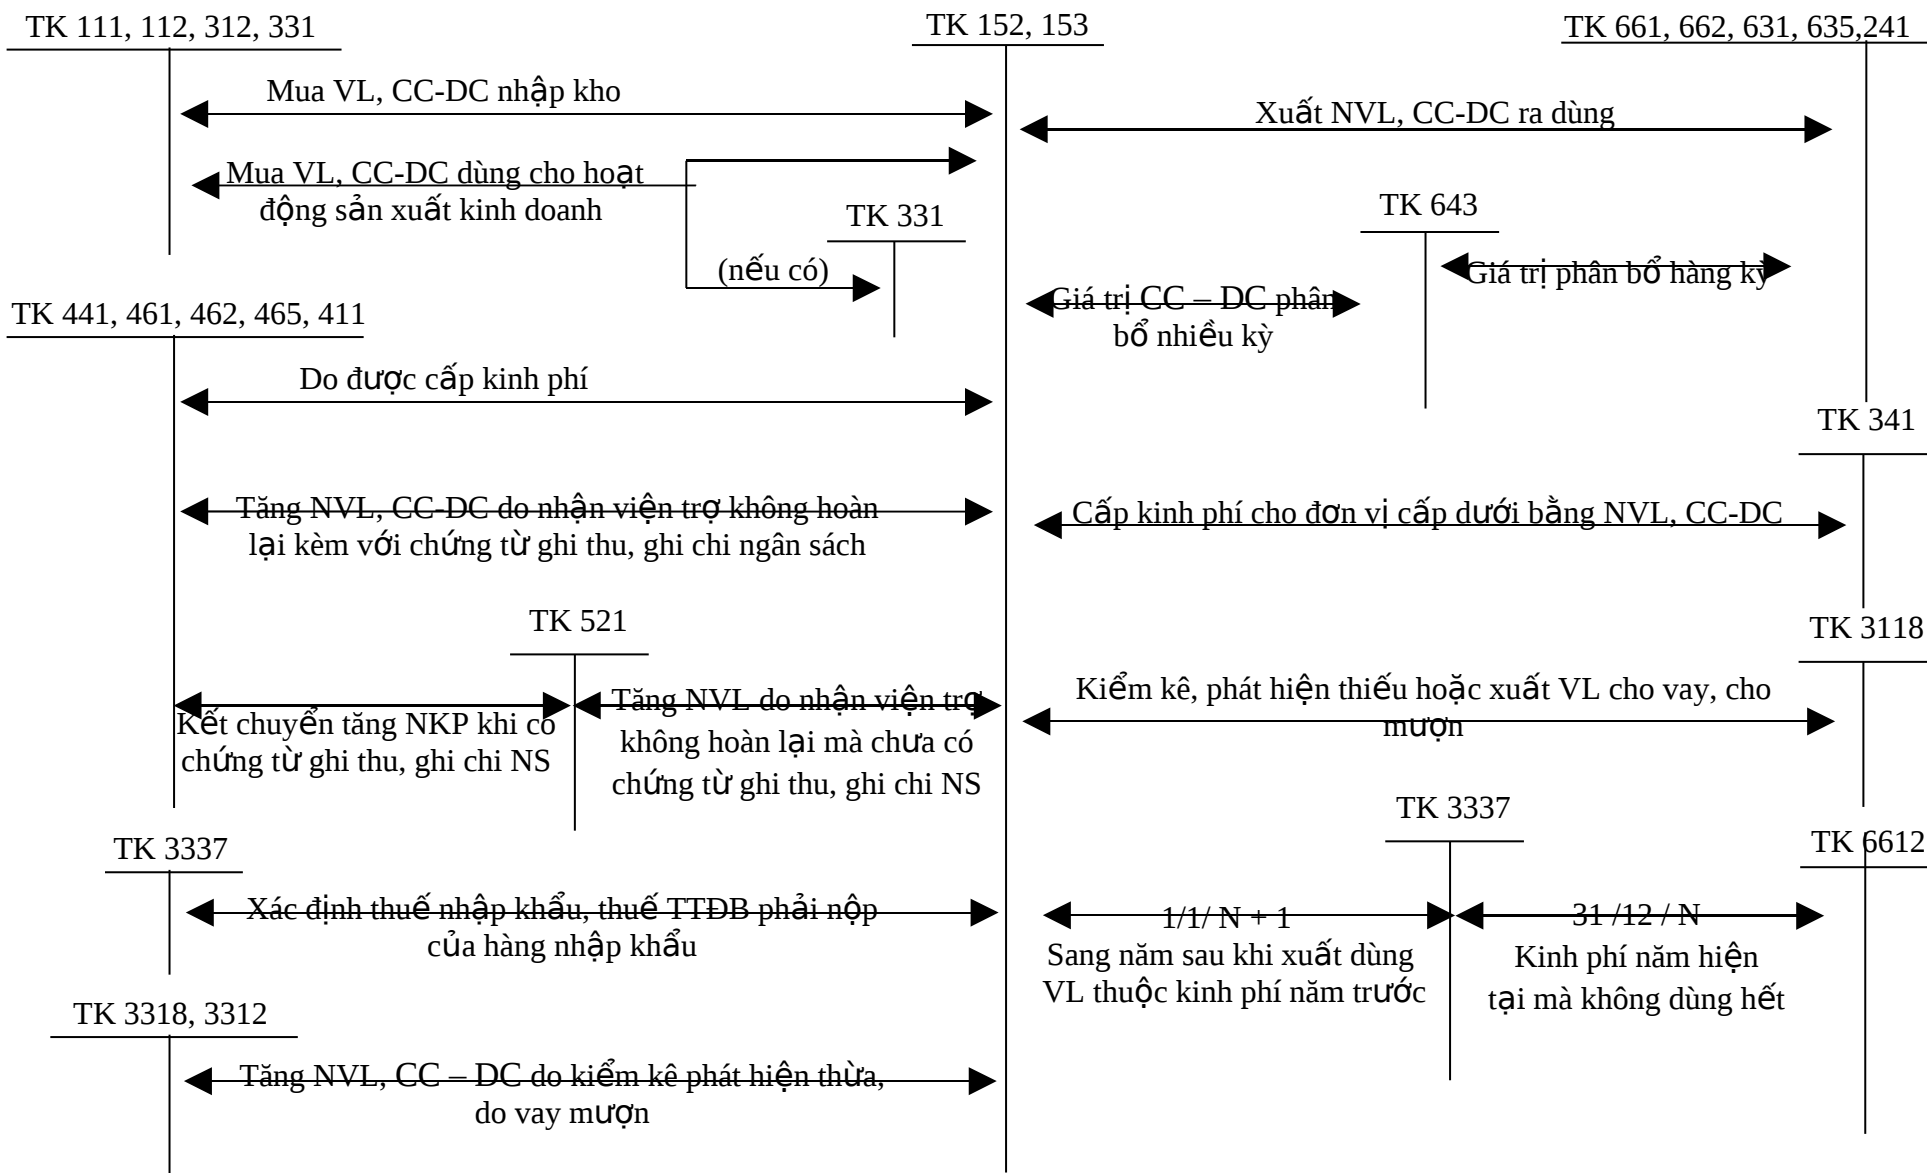 TK 111, 112, 312, 331
TK 152, 153
TK 661, 662, 631, 635,241
Mua VL, CC-DC nhập kho
Xuất NVL, CC-DC ra dùng
Mua VL, CC-DC dùng cho hoạt
động sản xuất kinh doanh
TK 331
(nếu có)
TK 643
Giá trị phân bổ hàng kỳ
Giá trị CC – DC phân
bổ nhiều kỳ
TK 441, 461, 462, 465, 411
Do được cấp kinh phí
TK 341
Tăng NVL, CC-DC do nhận viện trợ không hoàn
lại kèm với chứng từ ghi thu, ghi chi ngân sách
Cấp kinh phí cho đơn vị cấp dưới bằng NVL, CC-DC
TK 521
TK 3118
Kết chuyển tăng NKP khi có
chứng từ ghi thu, ghi chi NS
Tăng NVL do nhận viện trợ
không hoàn lại mà chưa có
chứng từ ghi thu, ghi chi NS
Kiểm kê, phát hiện thiếu hoặc xuất VL cho vay, cho
mượn
TK 3337
TK 3337
TK 6612
Xác định thuế nhập khẩu, thuế TTĐB phải nộp
của hàng nhập khẩu
1/1/ N + 1
Sang năm sau khi xuất dùng
VL thuộc kinh phí năm trước
31 /12 / N
Kinh phí năm hiện
tại mà không dùng hết
TK 3318, 3312
Tăng NVL, CC – DC do kiểm kê phát hiện thừa,
do vay mượn